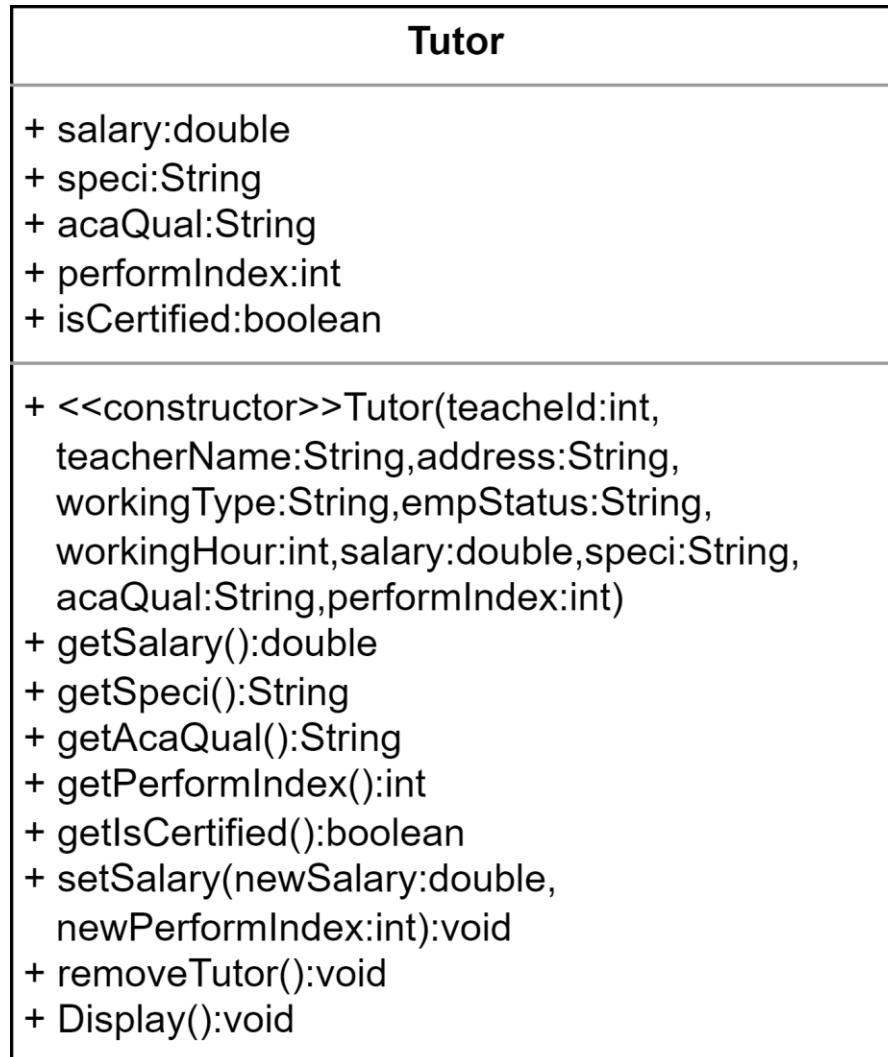 Tutor
+ salary:double
+ speci:String
+ acaQual:String
+ performIndex:int
+ isCertified:boolean
+ <<constructor>>Tutor(teacheId:int,
teacherName:String,address:String,
workingType:String,empStatus:String,
workingHour:int,salary:double,speci:String,
acaQual:String,performIndex:int)
+ getSalary():double
+ getSpeci():String
+ getAcaQual():String
+ getPerformIndex():int
+ getIsCertified():boolean
+ setSalary(newSalary:double,
newPerformIndex:int):void
+ removeTutor():void
+ Display():void